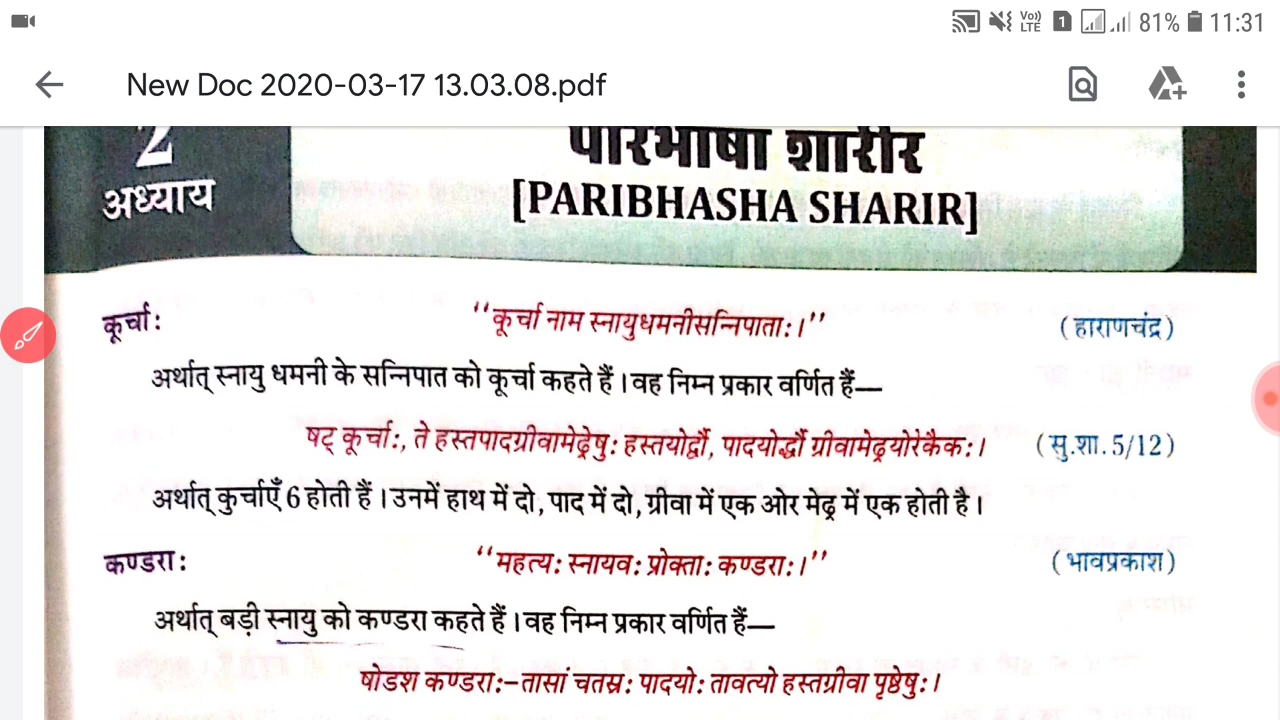 Vo) LTE 1 81% 11:31
New Doc 2020-03-17 13.03.08.pdf
2
अध्याय
पारिभाषा शारीर
[PARIBHASHA SHARIR]
कूर्चाः “कूर्चा नाम स्नायुधमनीसन्निपाताः।” (हाराणचंद्र)
अर्थात् स्नायु धमनी के सन्निपात को कूर्चा कहते हैं। वह निम्न प्रकार वर्णित हैं—
षट् कूर्चाः, ते हस्तपादग्रीवामेढ्रेषुः हस्तयोर्द्वौ, पादयोर्द्धौ ग्रीवामेढ्रयोरेकैकः। (सु.शा. 5/12)
अर्थात् कुर्चाएँ 6 होती हैं। उनमें हाथ में दो, पाद में दो, ग्रीवा में एक ओर मेढ्र में एक होती है।
कण्डराः “महत्यः स्नायवः प्रोक्ताः कण्डराः।” (भावप्रकाश)
अर्थात् बड़ी स्नायु को कण्डरा कहते हैं। वह निम्न प्रकार वर्णित हैं—
षोडश कण्डराः–तासां चतस्रः पादयोः तावत्यो हस्तग्रीवा पृष्ठेषुः।